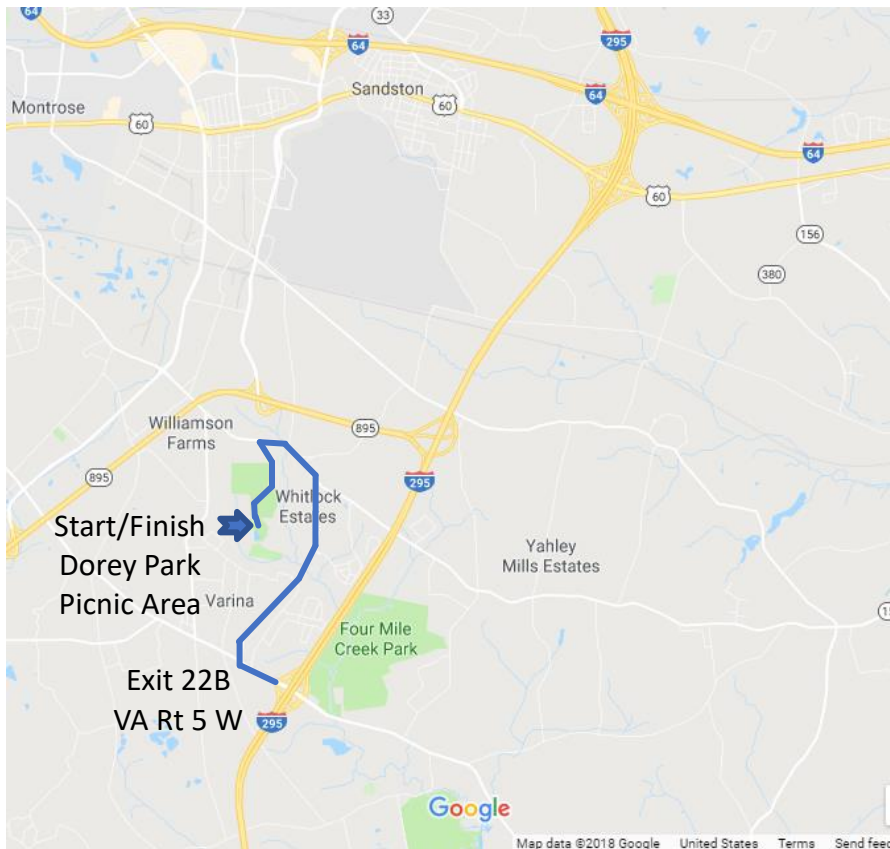 64
33
64
295
Sandston
64
60
Montrose
60
64
60
156
380
Williamson
Farms
895
895
295
Whitlock
Estates
Start/Finish
Dorey Park
Picnic Area
Yahley
Mills Estates
Varina
Four Mile
Creek Park
Exit 22B
VA Rt 5 W
295
Google
Map data ©2018 Google United States Terms Send